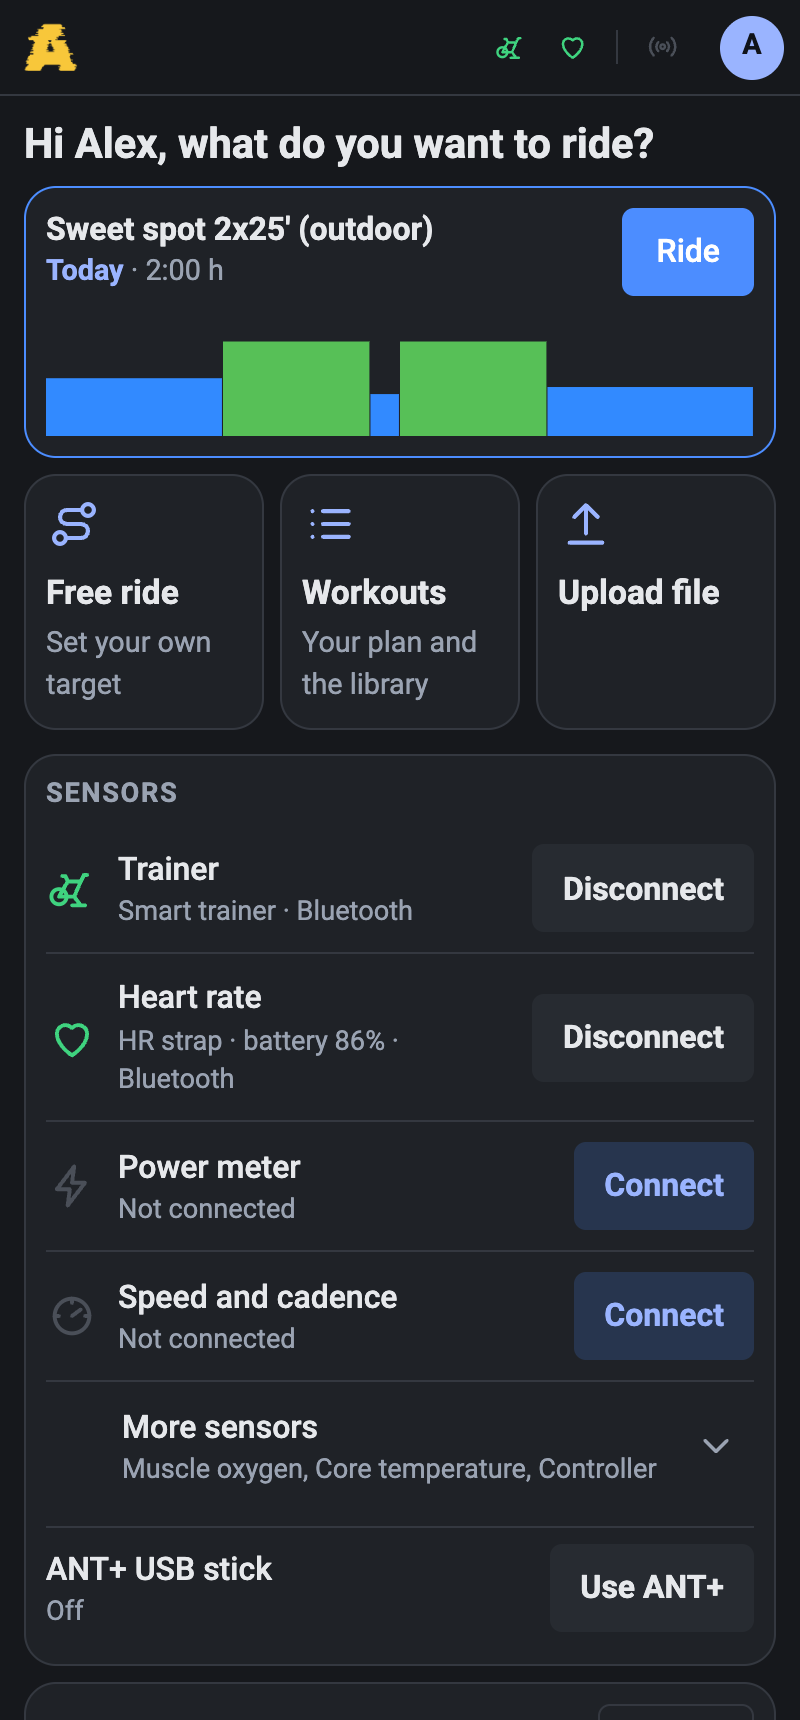 A
A
Hi Alex, what do you want to ride?
Sweet spot 2x25' (outdoor)
Today · 2:00 h
Ride
Free ride
Set your own
target
Workouts
Your plan and
the library
Upload file
SENSORS
Trainer
Smart trainer · Bluetooth
Disconnect
Heart rate
HR strap · battery 86% ·
Bluetooth
Disconnect
Power meter
Not connected
Connect
Speed and cadence
Not connected
Connect
More sensors
Muscle oxygen, Core temperature, Controller
ANT+ USB stick
Off
Use ANT+